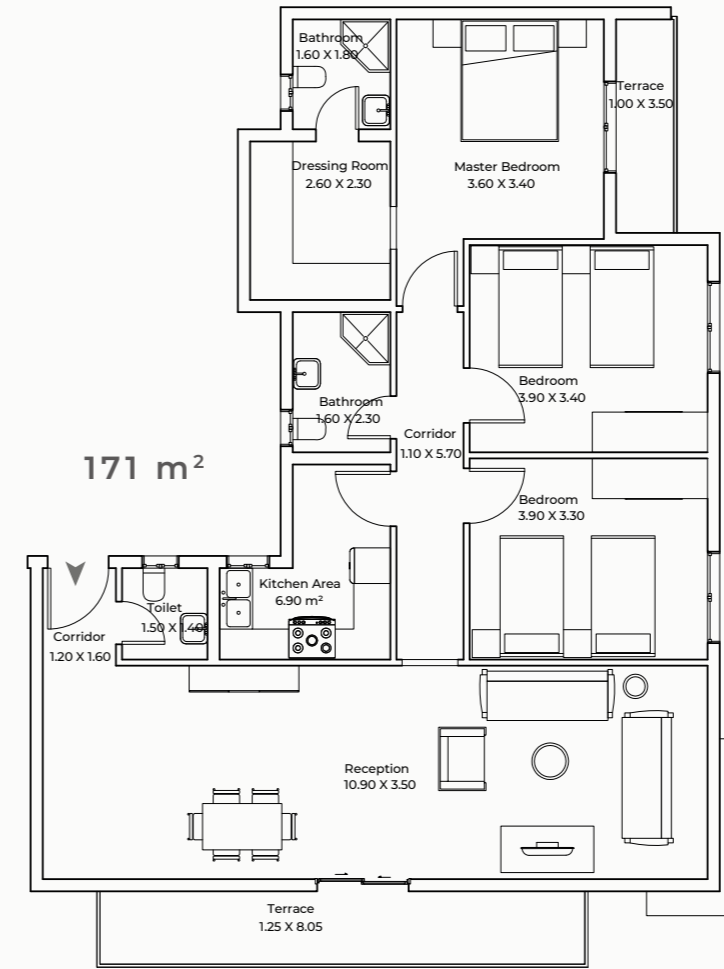 Bathroom
1.60 X 1.80
Terrace
1.00 X 3.50
Dressing Room
2.60 X 2.30
Master Bedroom
3.60 X 3.40
Bedroom
3.90 X 3.40
Bathroom
1.60 X 2.30
Corridor
1.10 X 5.70
171 m²
Bedroom
3.90 X 3.30
Kitchen Area
6.90 m²
Toilet
1.50 X 1.40
Corridor
1.20 X 1.60
Reception
10.90 X 3.50
Terrace
1.25 X 8.05